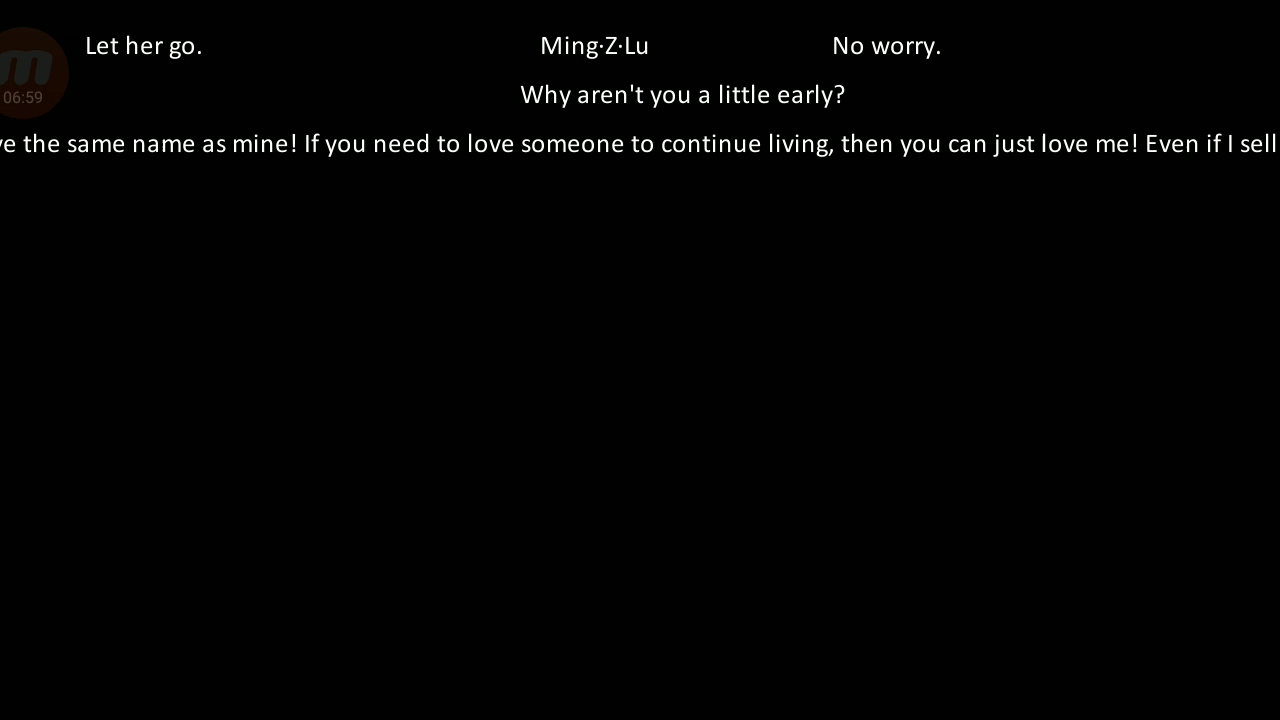 Let her go. Ming·Z·Lu No worry.
06:59
Why aren't you a little early?
the same name as mine! If you need to love someone to continue living, then you can just love me! Even if I sell